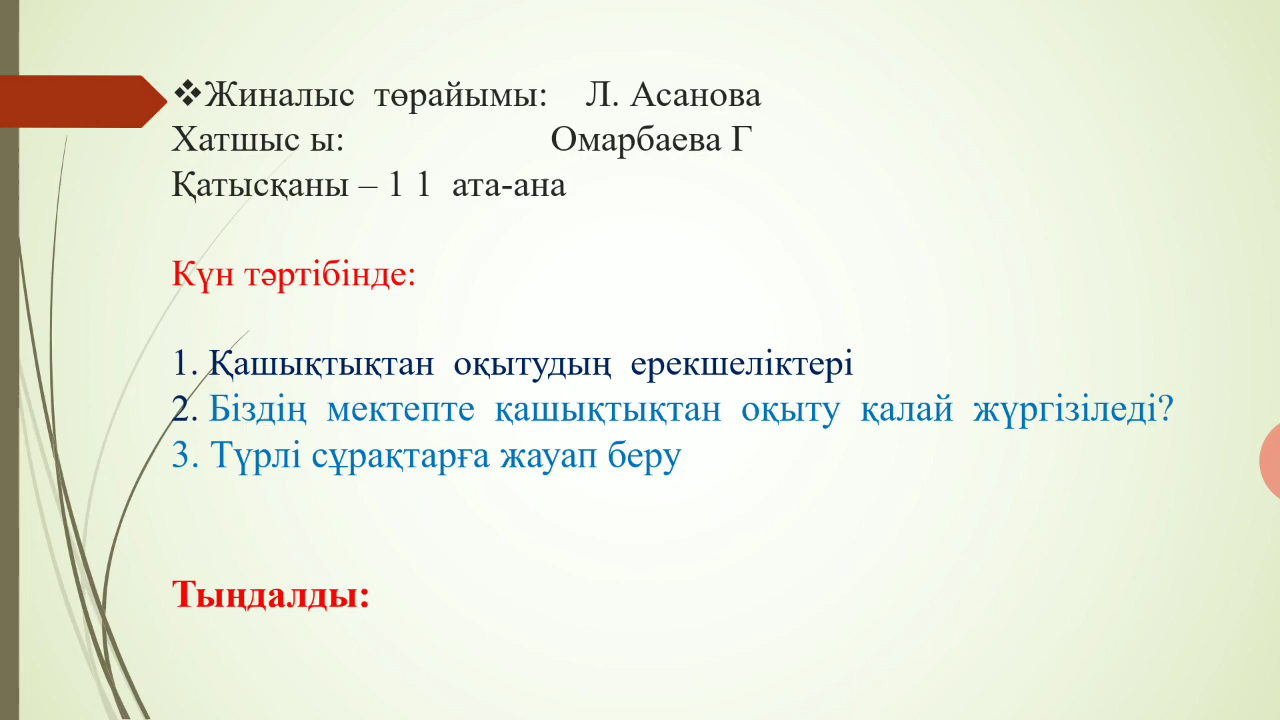 ❖Жиналыс төрайымы: Л. Асанова
Хатшыс ы: Омарбаева Г
Қатысқаны – 1 1 ата-ана
Күн тәртібінде:
1. Қашықтықтан оқытудың ерекшеліктері
2. Біздің мектепте қашықтықтан оқыту қалай жүргізіледі?
3. Түрлі сұрақтарға жауап беру
Тыңдалды: